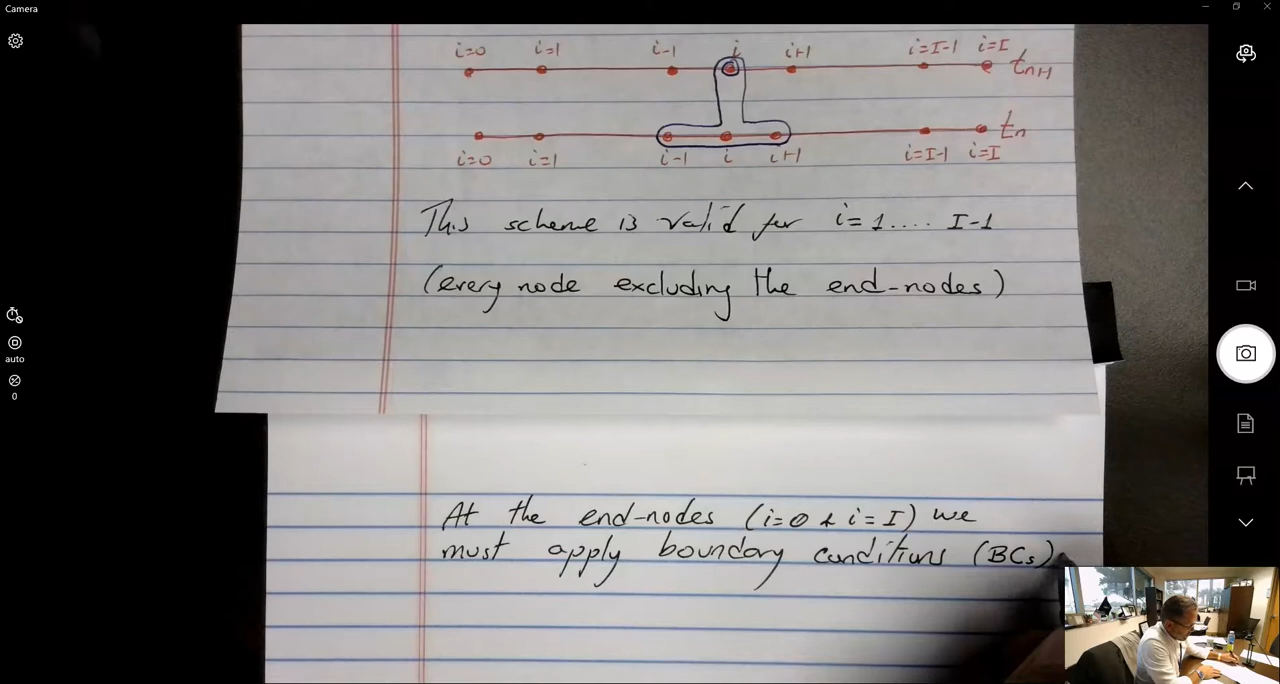 Camera
i=0 i=1 i-1 i i+1 i=I-1 i=I tn+1
tn
i=0 i=1 i-1 i i+1 i=I-1 i=I
This scheme is valid for i=1.... I-1
(every node excluding the end-nodes)
auto
0
At the end-nodes (i=0 & i=I) we
must apply boundary conditions (BCs)